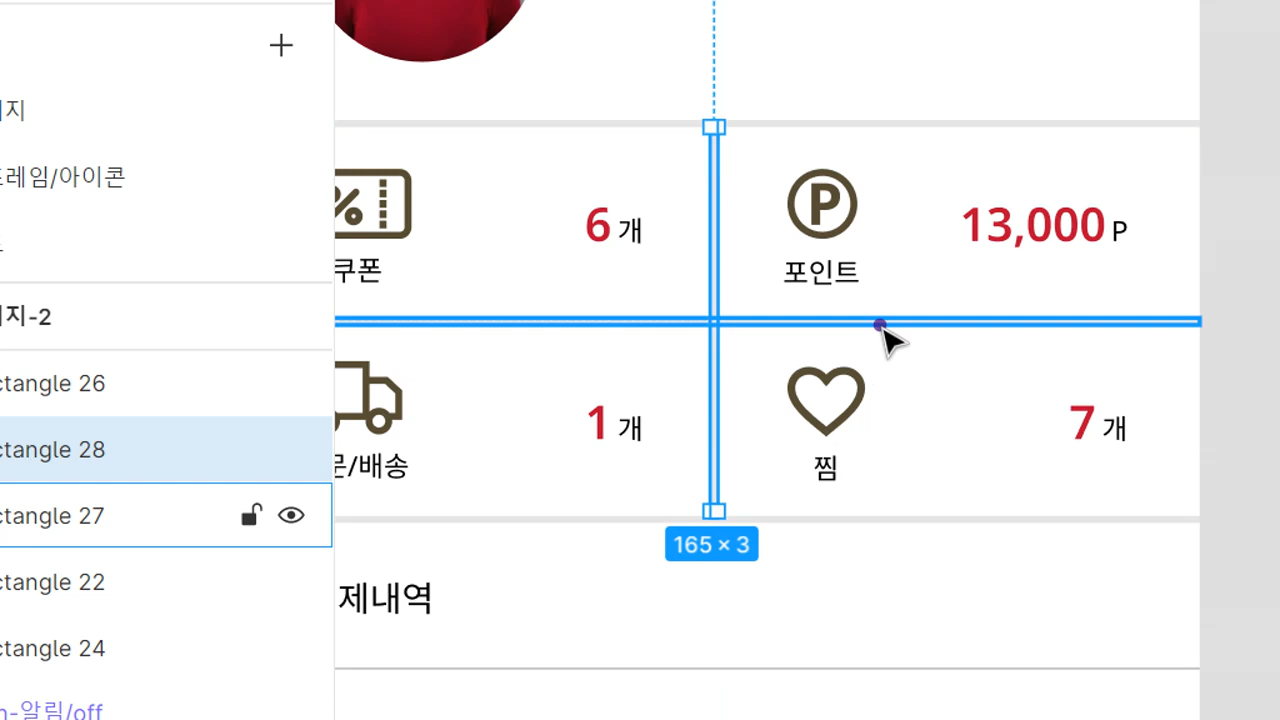 지
레임/아이콘
지-2
ctangle 26
ctangle 28
ctangle 27
ctangle 22
ctangle 24
-알림/off
%
쿠폰
6 개
P
포인트
13,000 P
1 개
문/배송
찜
7 개
165 × 3
제내역